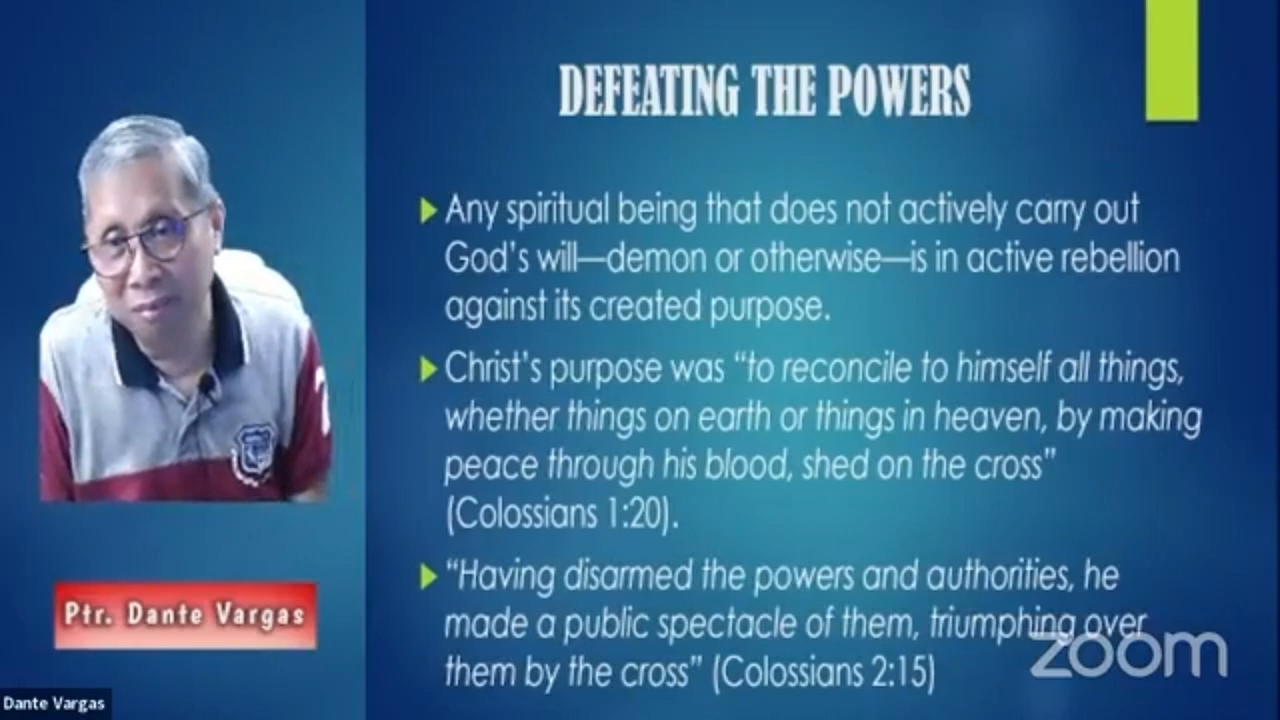 DEFEATING THE POWERS
Any spiritual being that does not actively carry out
God's will—demon or otherwise—is in active rebellion
against its created purpose.
Christ's purpose was “to reconcile to himself all things,
whether things on earth or things in heaven, by making
peace through his blood, shed on the cross”
(Colossians 1:20).
“Having disarmed the powers and authorities, he
made a public spectacle of them, triumphing over
them by the cross” (Colossians 2:15)
Ptr. Dante Vargas
Dante Vargas
zoom